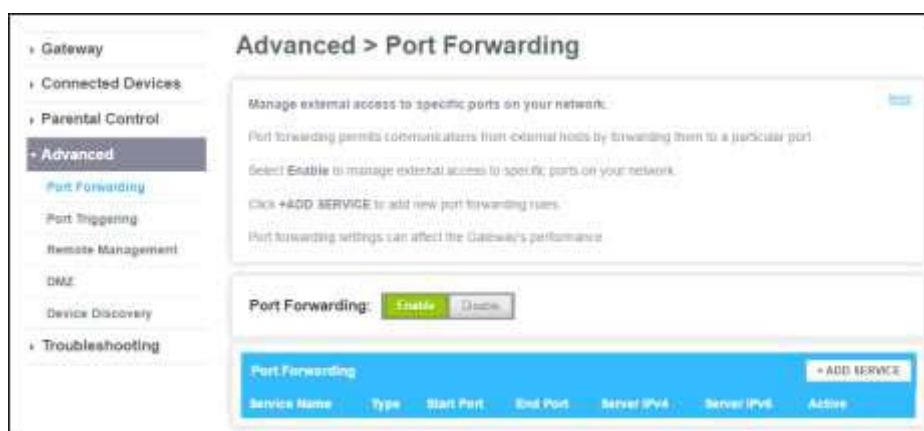 Gateway
Connected Devices
Parental Control
Advanced
Port Forwarding
Port Triggering
Remote Management
DMZ
Device Discovery
Troubleshooting
Advanced > Port Forwarding
Manage external access to specific ports on your network.
Port forwarding permits communications from external hosts by forwarding them to a particular port.
Select Enable to manage external access to specific ports on your network.
Click +ADD SERVICE to add new port forwarding rules.
Port forwarding settings can affect the Gateway's performance
Port Forwarding: Enable Disable
Port Forwarding +ADD SERVICE
Service Name Type Start Port End Port Server IPv4 Server IPv6 Active